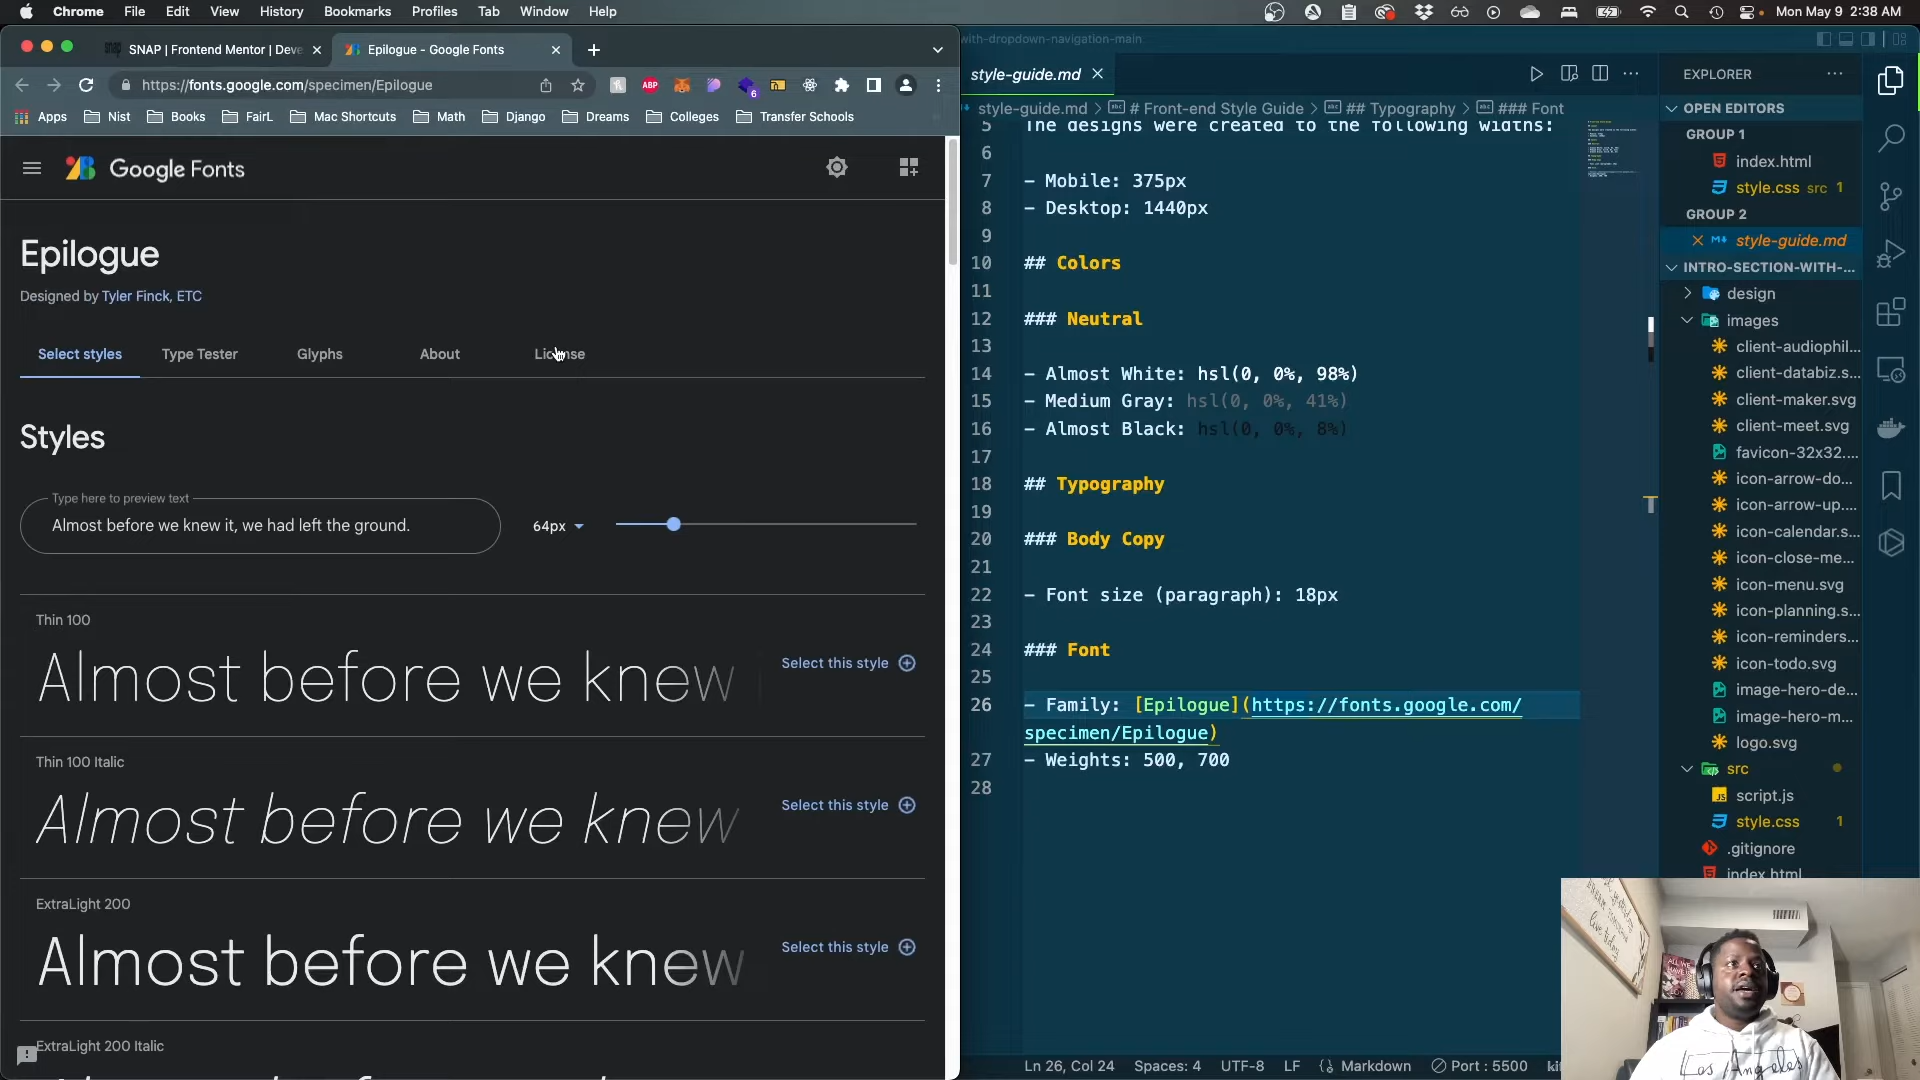 Chrome File Edit View History Bookmarks Profiles Tab Window Help
Mon May 9 2:38 AM
SNAP | Frontend Mentor | Deve
Epilogue - Google Fonts
https://fonts.google.com/specimen/Epilogue
ABP
6
Apps Nist Books FairL Mac Shortcuts Math Django Dreams Colleges Transfer Schools
Google Fonts
Epilogue
Designed by Tyler Finck, ETC
Select styles Type Tester Glyphs About License
Styles
Type here to preview text
Almost before we knew it, we had left the ground.
64px
Thin 100
Almost before we knew
Select this style
Thin 100 Italic
Almost before we knew
Select this style
ExtraLight 200
Almost before we knew
Select this style
ExtraLight 200 Italic
with-dropdown-navigation-main
style-guide.md
style-guide.md > # Front-end Style Guide > ## Typography > ### Font
5 The designs were created to the following widths:
6
7 - Mobile: 375px
8 - Desktop: 1440px
9
10 ## Colors
11
12 ### Neutral
13
14 - Almost White: hsl(0, 0%, 98%)
15 - Medium Gray: hsl(0, 0%, 41%)
16 - Almost Black: hsl(0, 0%, 8%)
17
18 ## Typography
19
20 ### Body Copy
21
22 - Font size (paragraph): 18px
23
24 ### Font
25
26 - Family: [Epilogue](https://fonts.google.com/
specimen/Epilogue)
27 - Weights: 500, 700
28
Ln 26, Col 24 Spaces: 4 UTF-8 LF Markdown Port : 5500
EXPLORER
OPEN EDITORS
GROUP 1
index.html
style.css src 1
GROUP 2
style-guide.md
INTRO-SECTION-WITH-...
design
images
client-audiophil...
client-databiz.s...
client-maker.svg
client-meet.svg
favicon-32x32....
icon-arrow-do...
icon-arrow-up....
icon-calendar.s...
icon-close-me...
icon-menu.svg
icon-planning.s...
icon-reminders...
icon-todo.svg
image-hero-de...
image-hero-m...
logo.svg
src
script.js
style.css 1
.gitignore
index.html
Los Angeles